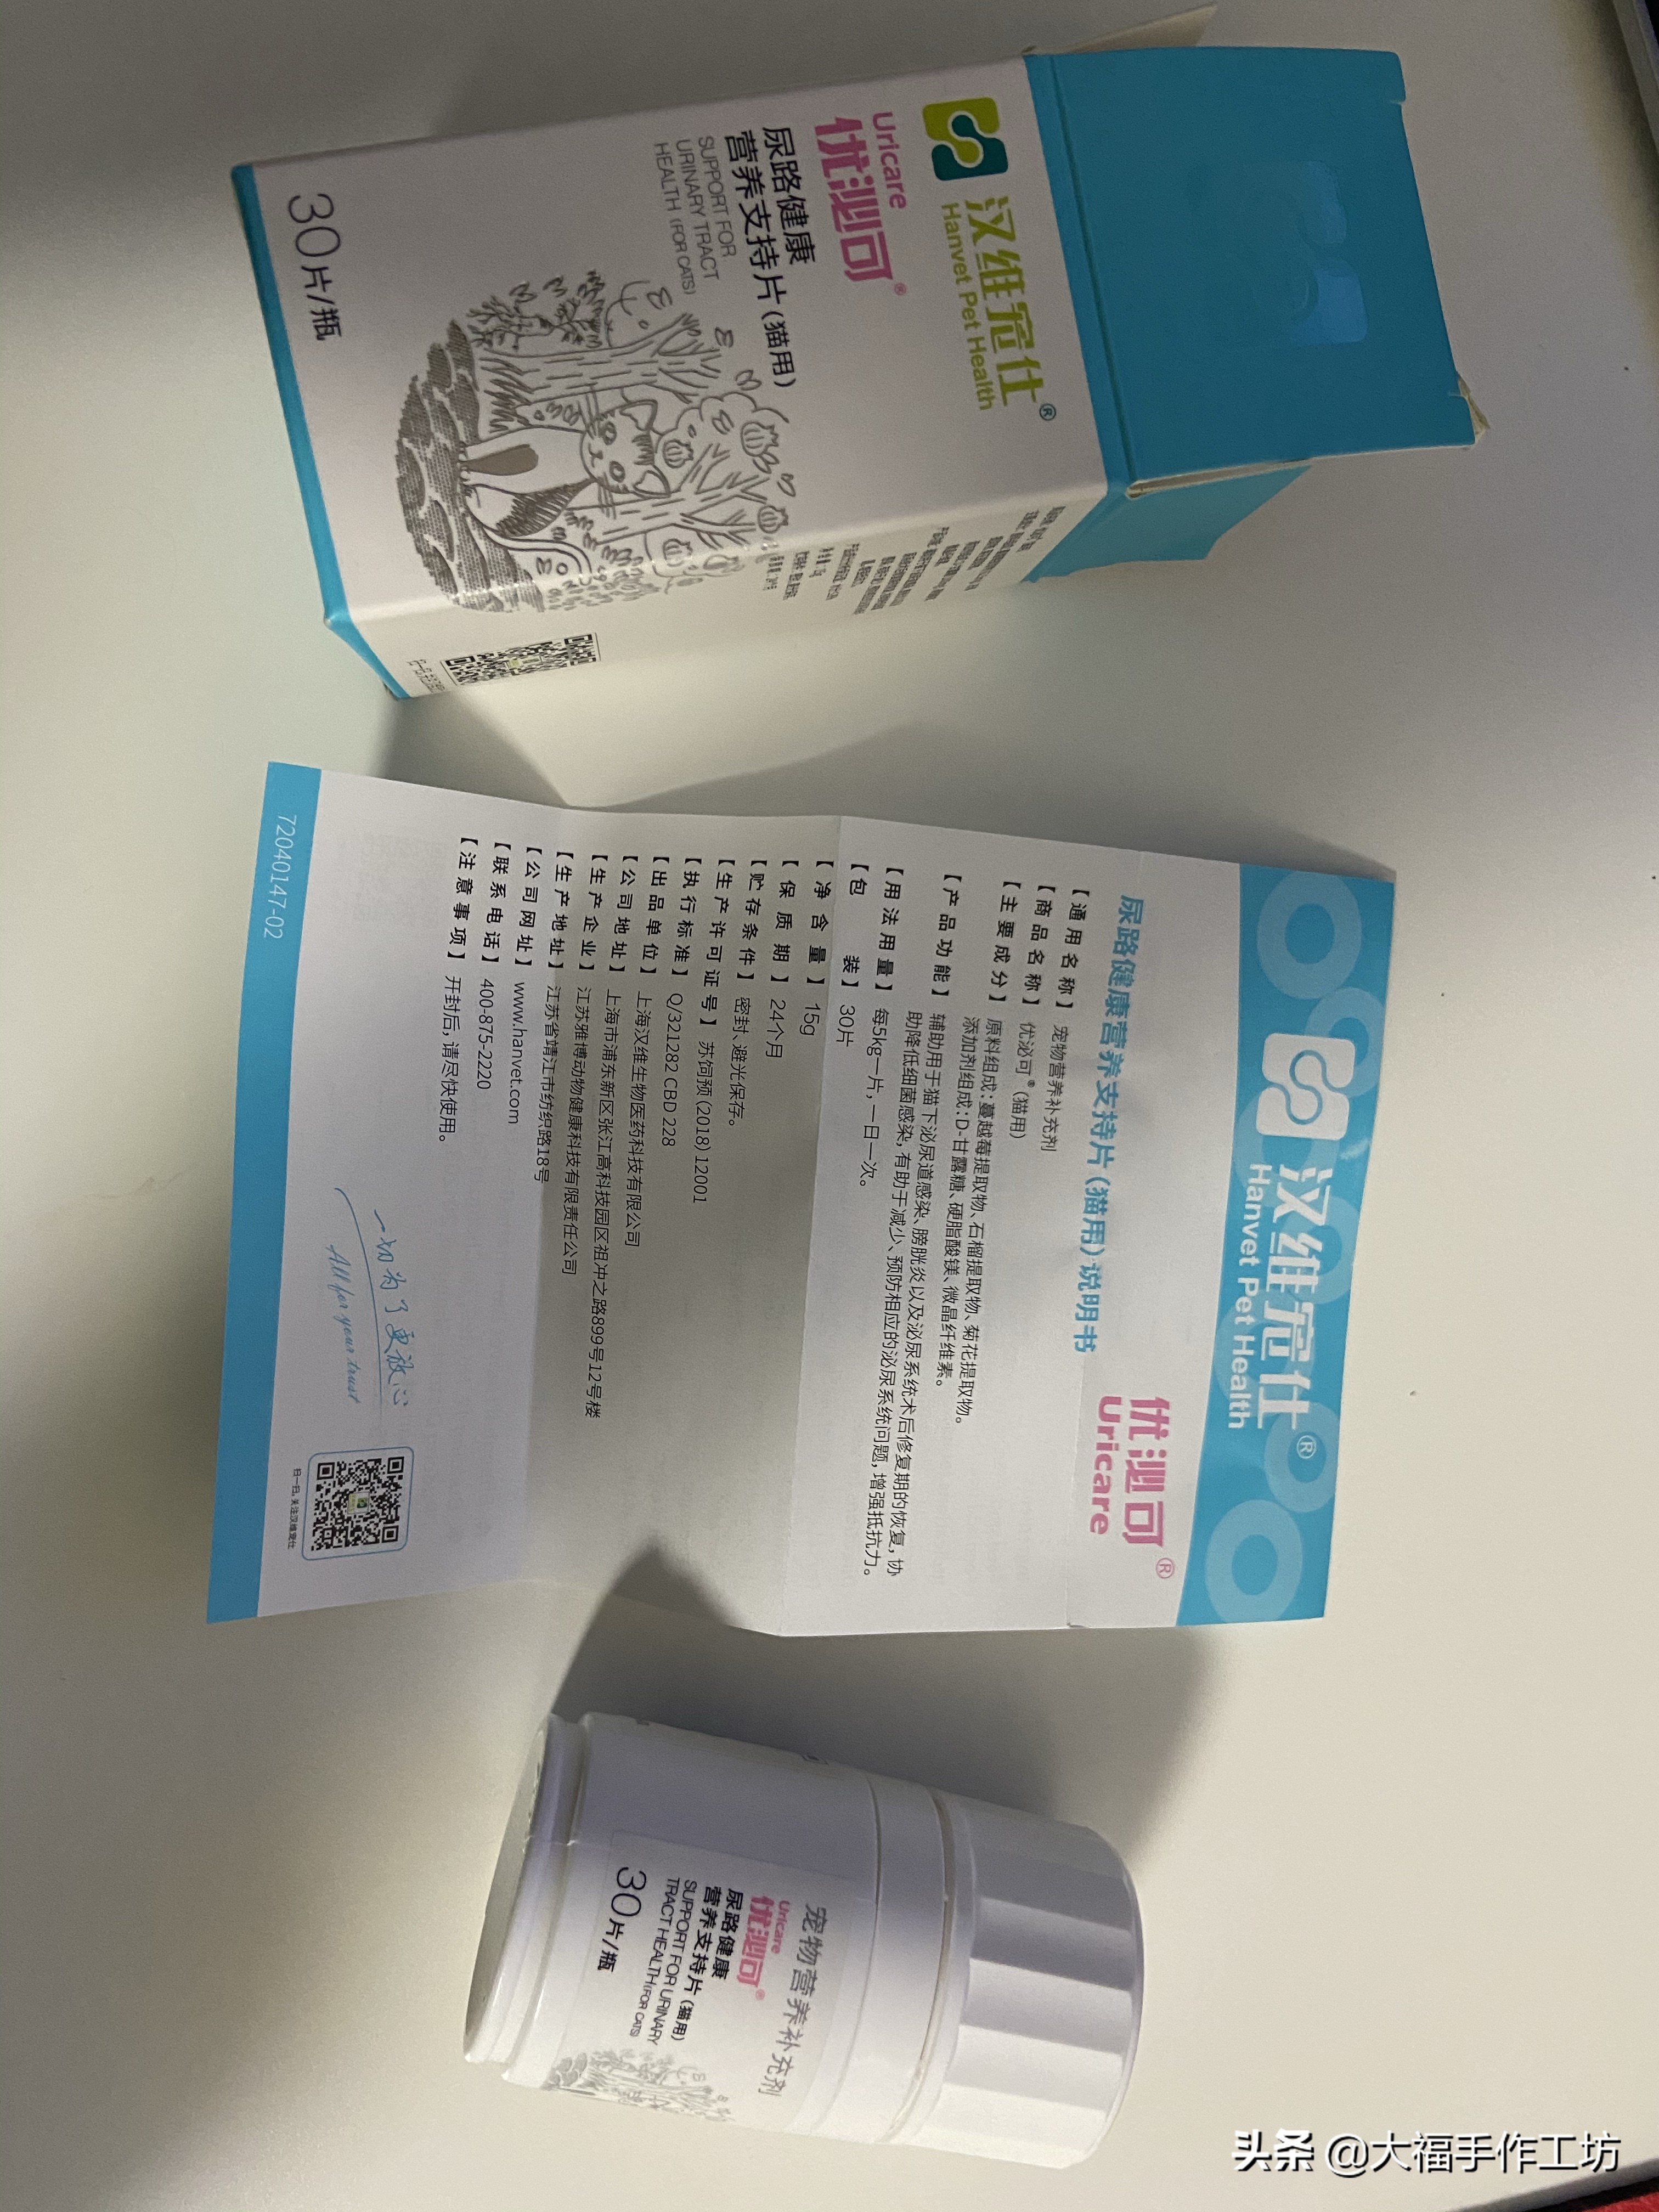 汉维宠仕®
Hanvet Pet Health
Uricare
优泌可®
尿路健康
营养支持片(猫用)
SUPPORT FOR
URINARY TRACT
HEALTH (FOR CATS)
30片/瓶
汉维宠仕®
Hanvet Pet Health
优泌可®
Uricare
尿路健康营养支持片(猫用)说明书
【通用名称】宠物营养补充剂
【商品名称】优泌可®(猫用)
【主要成分】原料组成:蔓越莓提取物、石榴提取物、菊花提取物。
添加剂组成:D-甘露糖、硬脂酸镁、微晶纤维素。
【产品功能】辅助用于猫下泌尿道感染、膀胱炎以及泌尿系统术后修复期的恢复,协
助降低细菌感染,有助于减少、预防相应的泌尿系统问题,增强抵抗力。
【用法用量】每5kg一片,一日一次。
【包装】30片
【净含量】15g
【保质期】24个月
【贮存条件】密封、避光保存。
【生产许可证号】苏饲预(2018)12001
【执行标准】Q/321282 CBD 228
【出品单位】上海汉维生物医药科技有限公司
【公司地址】上海市浦东新区张江高科技园区祖冲之路899号12号楼
【生产企业】江苏雅博动物健康科技有限责任公司
【生产地址】江苏省靖江市纺织路18号
【公司网址】www.hanvet.com
【联系电话】400-875-2220
【注意事项】开封后,请尽快使用。
一切为了更放心
All for your trust
扫一扫,关注汉维宠仕
72040147-02
宠物营养补充剂
Uricare
优泌可®
尿路健康
营养支持片(猫用)
SUPPORT FOR URINARY
TRACT HEALTH (FOR CATS)
30片/瓶
头条 @大福手作工坊